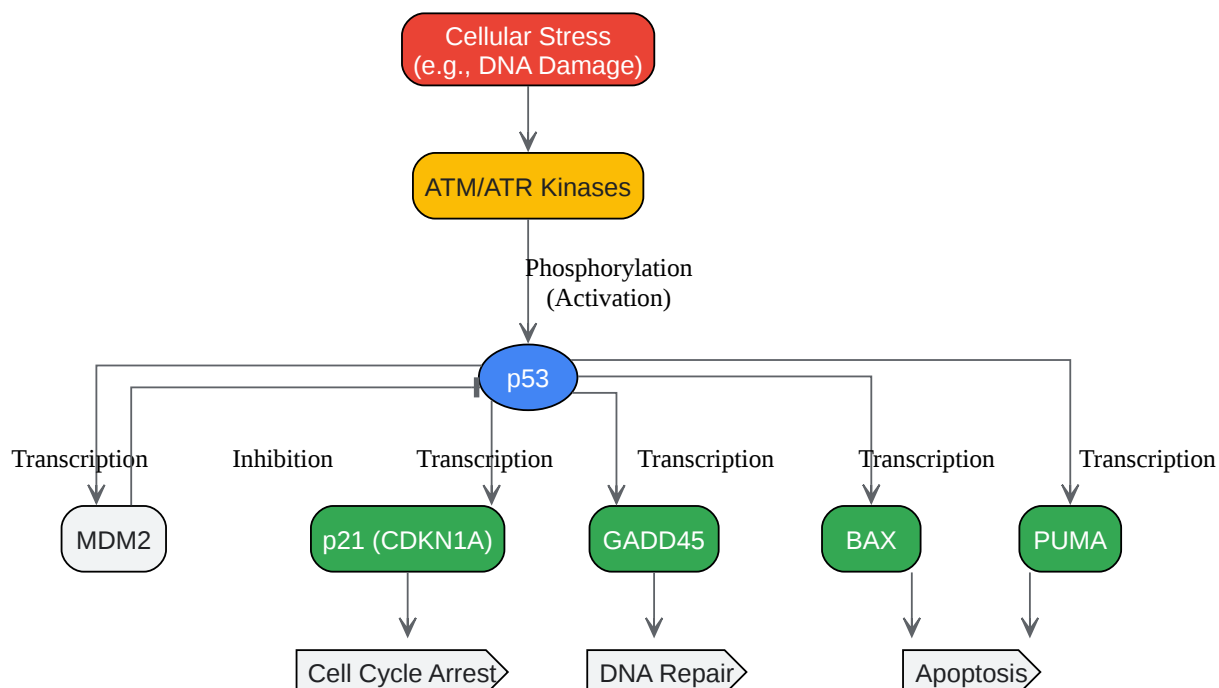 Cellular Stress
(e.g., DNA Damage)
ATM/ATR Kinases
Phosphorylation
(Activation)
p53
Transcription
Inhibition
Transcription
Transcription
Transcription
Transcription
MDM2
p21 (CDKN1A)
GADD45
BAX
PUMA
Cell Cycle Arrest
DNA Repair
Apoptosis